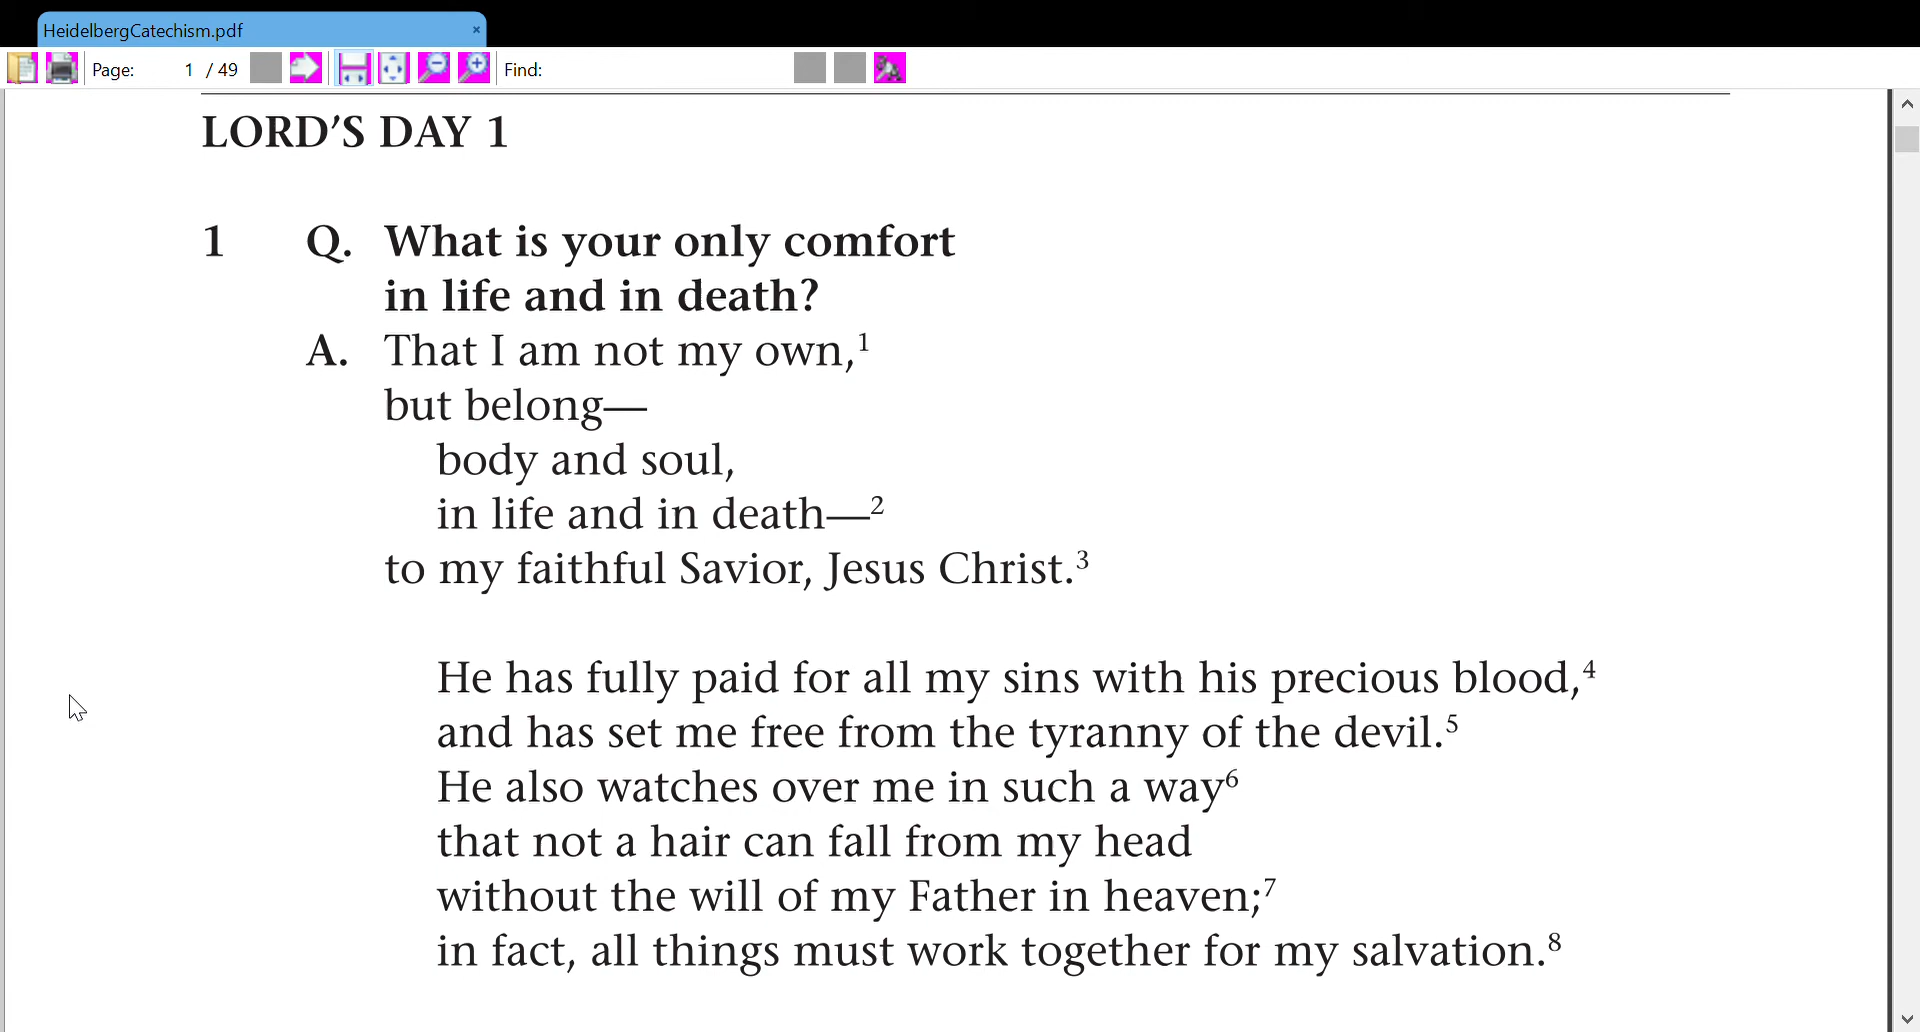 HeidelbergCatechism.pdf ×
Page: 1 / 49 Find:
LORD’S DAY 1
1 Q. What is your only comfort
in life and in death?
A. That I am not my own,¹
but belong—
body and soul,
in life and in death—²
to my faithful Savior, Jesus Christ.³
He has fully paid for all my sins with his precious blood,⁴
and has set me free from the tyranny of the devil.⁵
He also watches over me in such a way⁶
that not a hair can fall from my head
without the will of my Father in heaven;⁷
in fact, all things must work together for my salvation.⁸